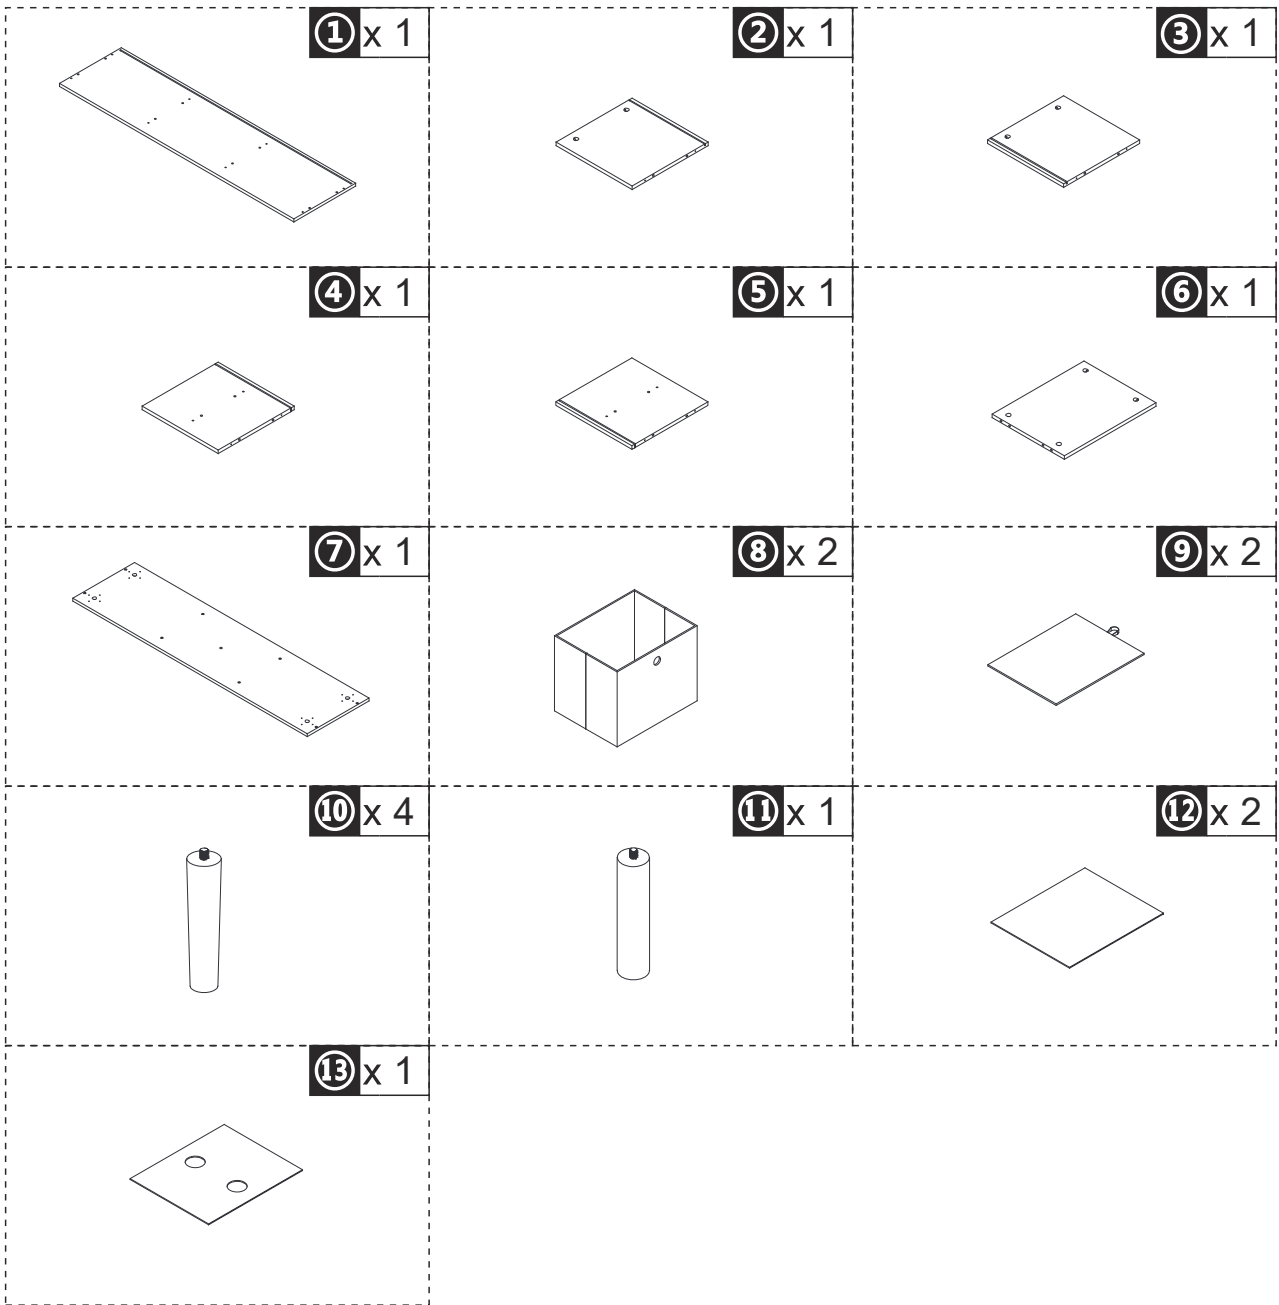 ① x 1
② x 1
③ x 1
④ x 1
⑤ x 1
⑥ x 1
⑦ x 1
⑧ x 2
⑨ x 2
⑩ x 4
⑪ x 1
⑫ x 2
⑬ x 1